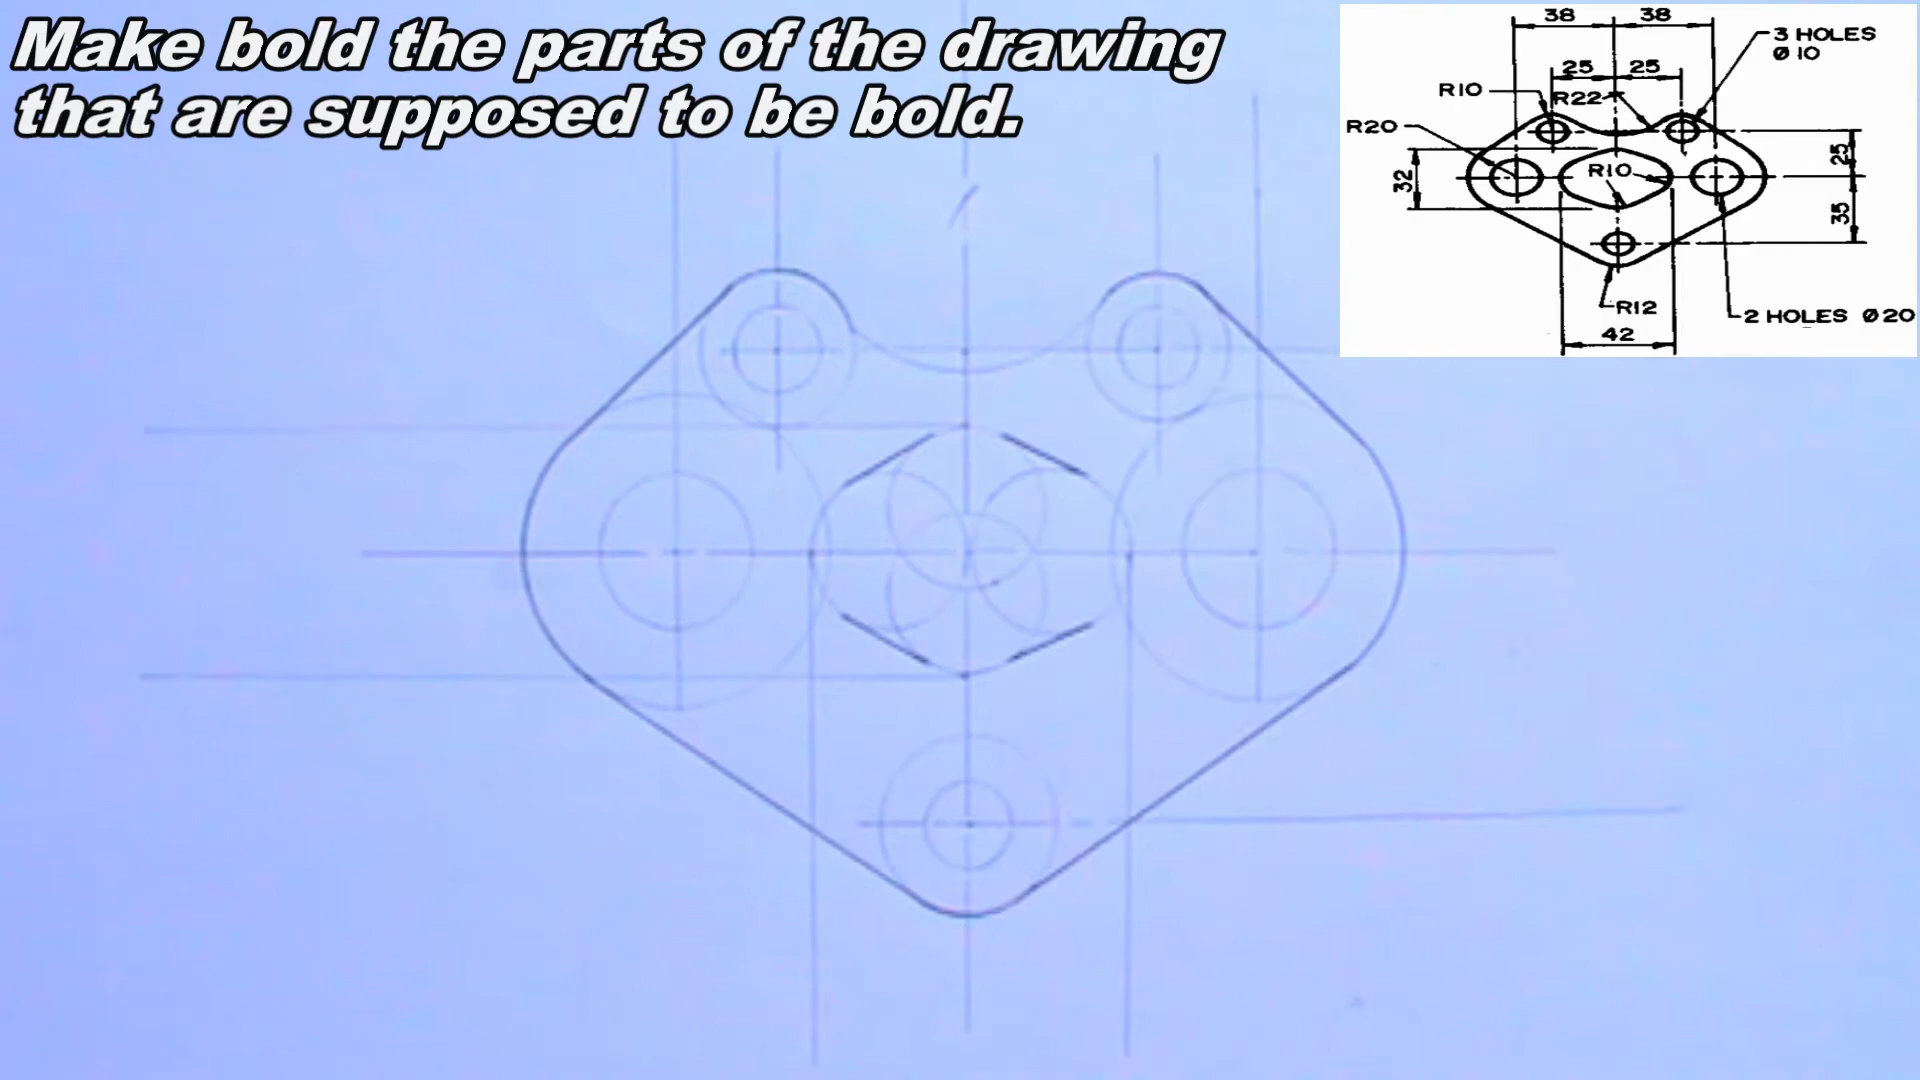 Make bold the parts of the drawing
that are supposed to be bold.
38 38
3 HOLES
Ø 10
25 25
R10
R22
R20
25
R10
32
35
R12
2 HOLES Ø20
42